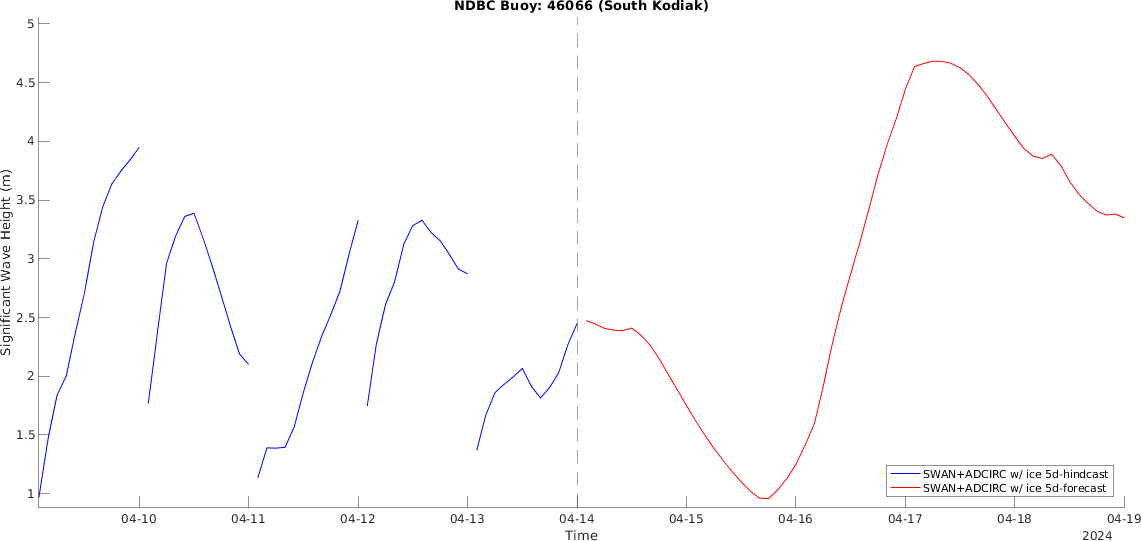 NDBC Buoy: 46066 (South Kodiak)
Significant Wave Height (m)
5
4.5
4
3.5
3
2.5
2
1.5
1
SWAN+ADCIRC w/ ice 5d-hindcast
SWAN+ADCIRC w/ ice 5d-forecast
04-10 04-11 04-12 04-13 04-14 04-15 04-16 04-17 04-18 04-19
Time
2024